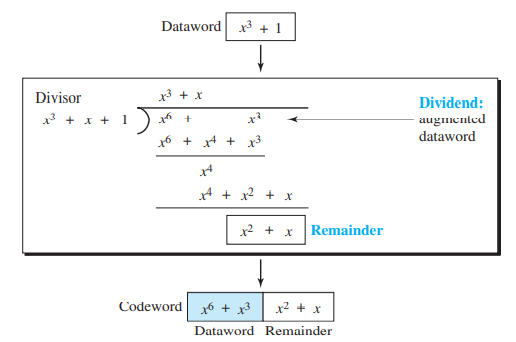 Dataword x³ + 1
Divisor
x³ + x + 1
x³ + x
x⁶ + x³
Dividend:
augmented
dataword
x⁶ + x⁴ + x³
x⁴
x⁴ + x² + x
x² + x Remainder
Codeword x⁶ + x³ x² + x
Dataword Remainder